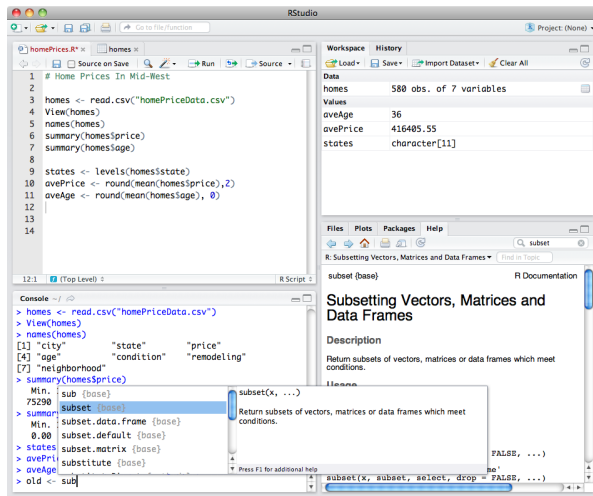 RStudio
Go to file/function
Project: (None)
homePrices.R* × homes ×
Source on Save Run Source
1 # Home Prices In Mid-West
2
3 homes <- read.csv("homePriceData.csv")
4 View(homes)
5 names(homes)
6 summary(homes$price)
7 summary(homes$age)
8
9 states <- levels(homes$state)
10 avePrice <- round(mean(homes$price),2)
11 aveAge <- round(mean(homes$age), 0)
12
13
14
12:1 (Top Level) R Script
Console ~/
> homes <- read.csv("homePriceData.csv")
> View(homes)
> names(homes)
[1] "city" "state" "price"
[4] "age" "condition" "remodeling"
[7] "neighborhood"
> summary(homes$price)
Min.
75290
> summar
Min.
0.00
> states
> avePri
> aveAge
> old <- sub
sub {base}
subset {base}
subset.data.frame {base}
subset.default {base}
subset.matrix {base}
substitute {base}
subset(x, ...)
Return subsets of vectors, matrices or data frames which meet
conditions.
Press F1 for additional help
Workspace History
Load Save Import Dataset Clear All
Data
homes 580 obs. of 7 variables
Values
aveAge 36
avePrice 416405.55
states character[11]
Files Plots Packages Help
subset
R: Subsetting Vectors, Matrices and Data Frames Find in Topic
subset {base} R Documentation
Subsetting Vectors, Matrices and
Data Frames
Description
Return subsets of vectors, matrices or data frames which meet
conditions.
Usage
FALSE, ...)
me'
subset(x, subset, select, drop = FALSE, ...)